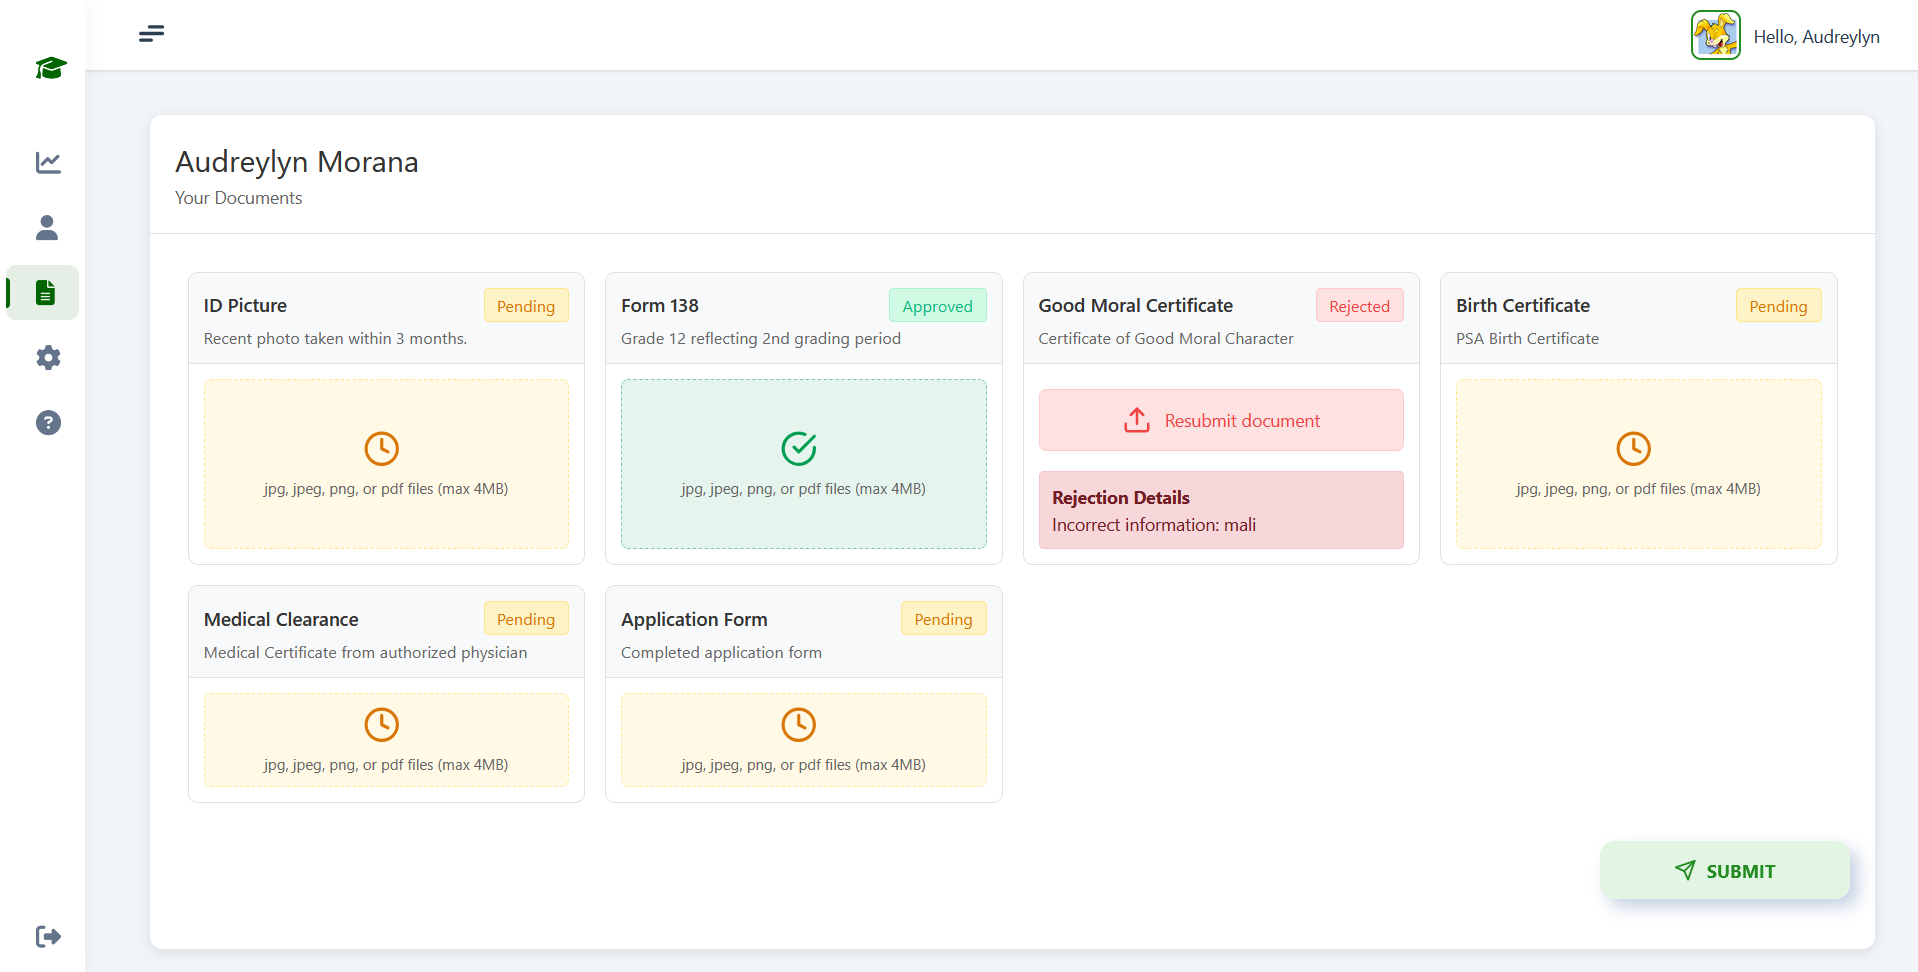 Hello, Audreylyn
Audreylyn Morana
Your Documents
ID Picture
Pending
Recent photo taken within 3 months.
jpg, jpeg, png, or pdf files (max 4MB)
Form 138
Approved
Grade 12 reflecting 2nd grading period
jpg, jpeg, png, or pdf files (max 4MB)
Good Moral Certificate
Rejected
Certificate of Good Moral Character
Resubmit document
Rejection Details
Incorrect information: mali
Birth Certificate
Pending
PSA Birth Certificate
jpg, jpeg, png, or pdf files (max 4MB)
Medical Clearance
Pending
Medical Certificate from authorized physician
jpg, jpeg, png, or pdf files (max 4MB)
Application Form
Pending
Completed application form
jpg, jpeg, png, or pdf files (max 4MB)
SUBMIT